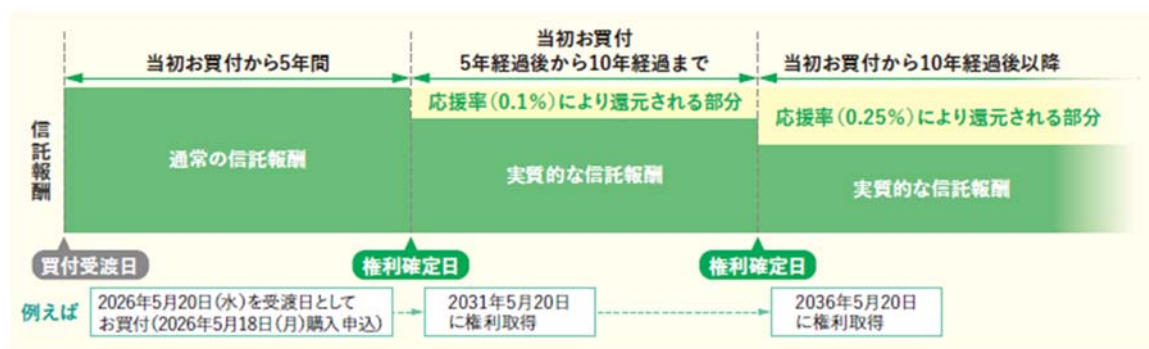 当初お買付から5年間
当初お買付
5年経過後から10年経過まで
当初お買付から10年経過後以降
信託報酬
通常の信託報酬
応援率(0.1%)により還元される部分
実質的な信託報酬
応援率(0.25%)により還元される部分
実質的な信託報酬
買付受渡日
権利確定日
権利確定日
例えば
2026年5月20日(水)を受渡日として
お買付(2026年5月18日(月)購入申込)
2031年5月20日
に権利取得
2036年5月20日
に権利取得